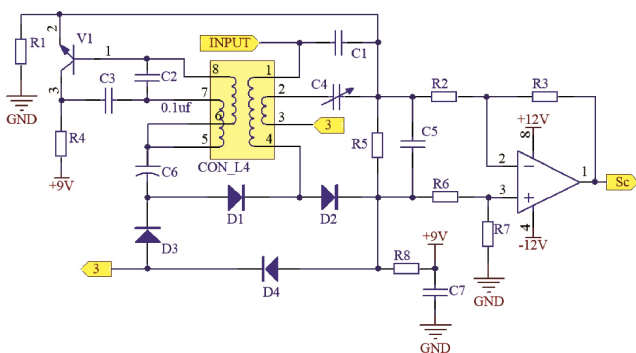 2
V1
INPUT
R1
1
C1
8
1
C3
C2
C4
R2
R3
3
7
2
GND
0.1uf
+12V
R4
6
3
3
R5
C5
8
5
4
2
1
Sc
+9V
C6
CON_L4
R6
3
D1
D2
4
R7
-12V
D3
+9V
R8
GND
3
D4
C7
GND